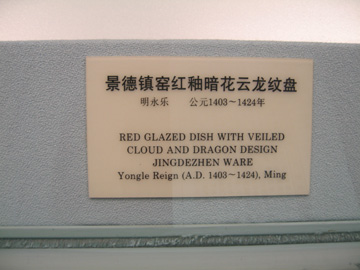 景德镇窑红釉暗花云龙纹盘
明永乐 公元1403～1424年
RED GLAZED DISH WITH VEILED
CLOUD AND DRAGON DESIGN
JINGDEZHEN WARE
Yongle Reign (A.D. 1403～1424), Ming